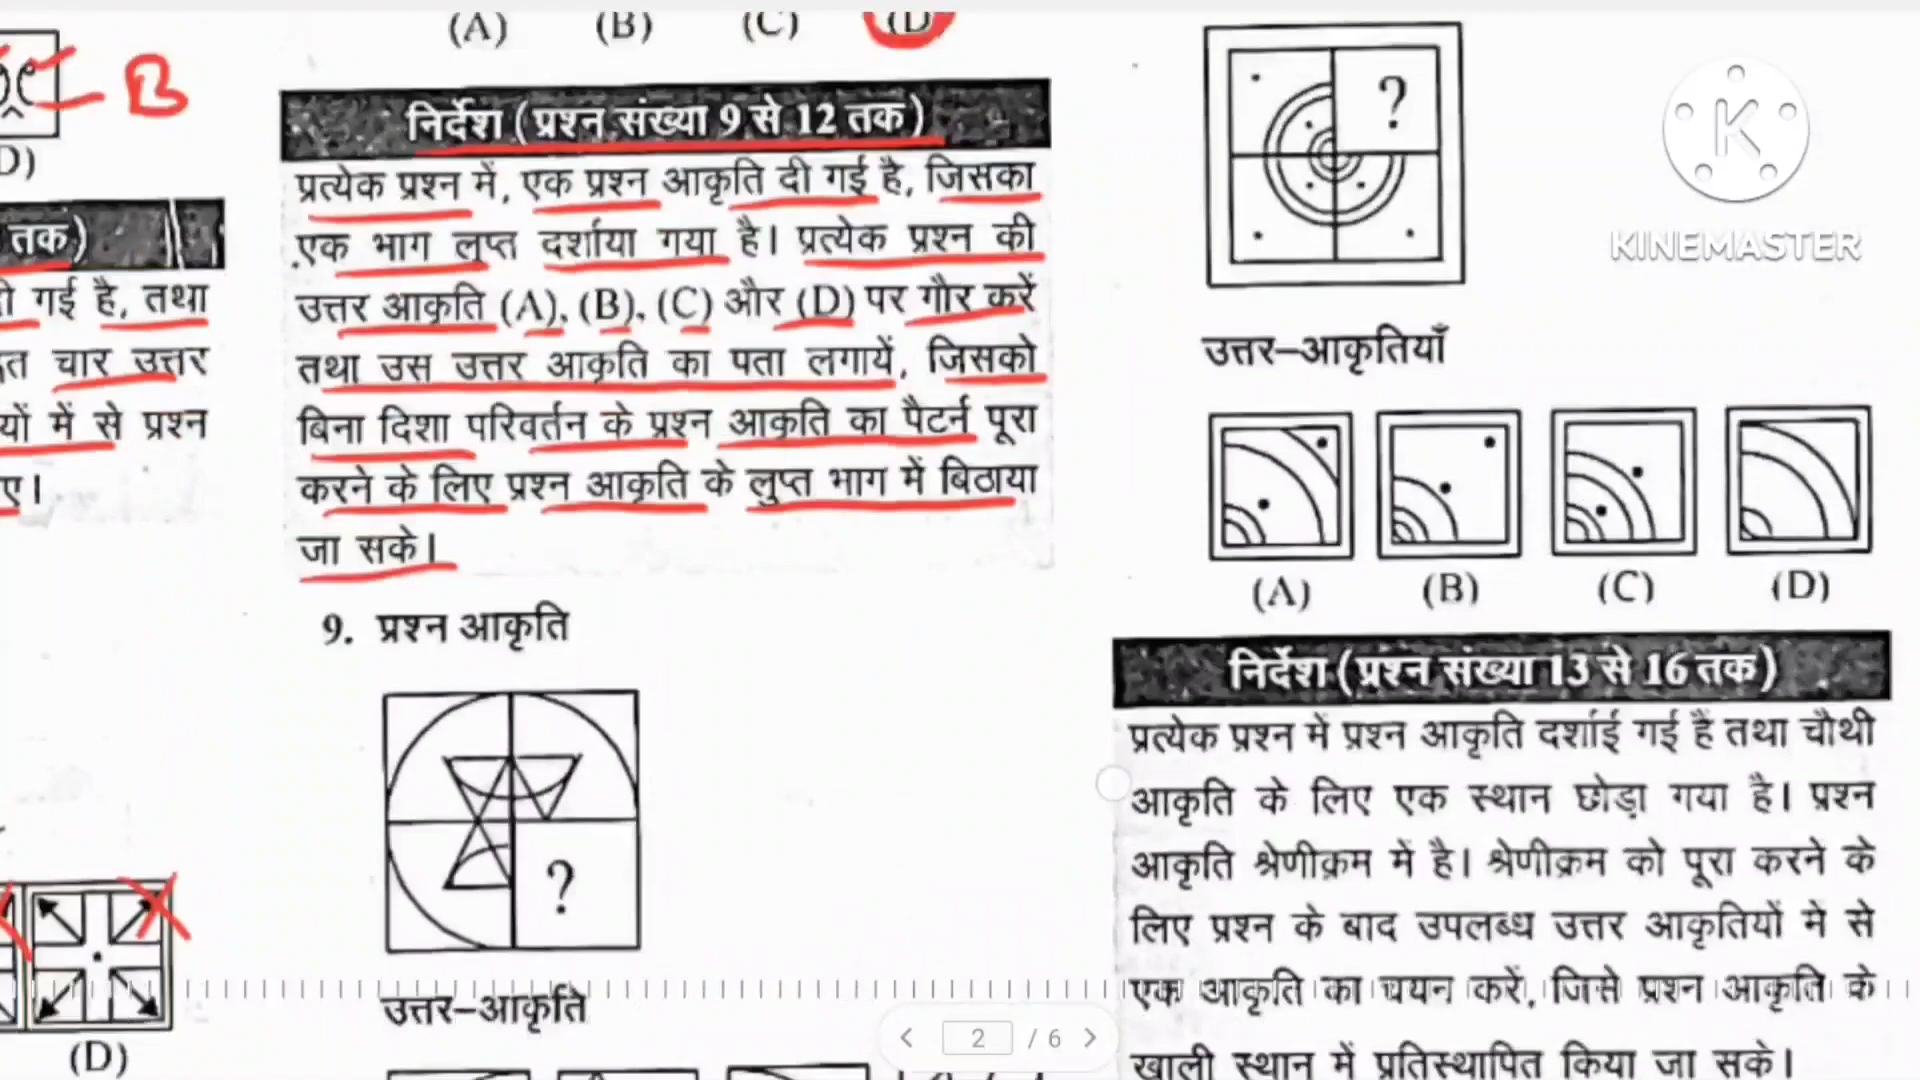 (A) (B) (C) (D)
B
D)
तक)
गई है, तथा
चार उत्तर
यों में से प्रश्न
ए।
(D)
निर्देश (प्रश्न संख्या 9 से 12 तक)
प्रत्येक प्रश्न में, एक प्रश्न आकृति दी गई है, जिसका
एक भाग लुप्त दर्शाया गया है। प्रत्येक प्रश्न की
उत्तर आकृति (A), (B), (C) और (D) पर गौर करें
तथा उस उत्तर आकृति का पता लगायें, जिसको
बिना दिशा परिवर्तन के प्रश्न आकृति का पैटर्न पूरा
करने के लिए प्रश्न आकृति के लुप्त भाग में बिठाया
जा सके।
9. प्रश्न आकृति
?
उत्तर–आकृति
?
उत्तर–आकृतियाँ
(A) (B) (C) (D)
निर्देश (प्रश्न संख्या 13 से 16 तक)
प्रत्येक प्रश्न में प्रश्न आकृति दर्शाई गई है तथा चौथी
आकृति के लिए एक स्थान छोड़ा गया है। प्रश्न
आकृति श्रेणीक्रम में है। श्रेणीक्रम को पूरा करने के
लिए प्रश्न के बाद उपलब्ध उत्तर आकृतियों में से
एक आकृति का चयन करें, जिसे प्रश्न आकृति के
खाली स्थान में प्रतिस्थापित किया जा सके।
K
KINEMASTER
2 / 6